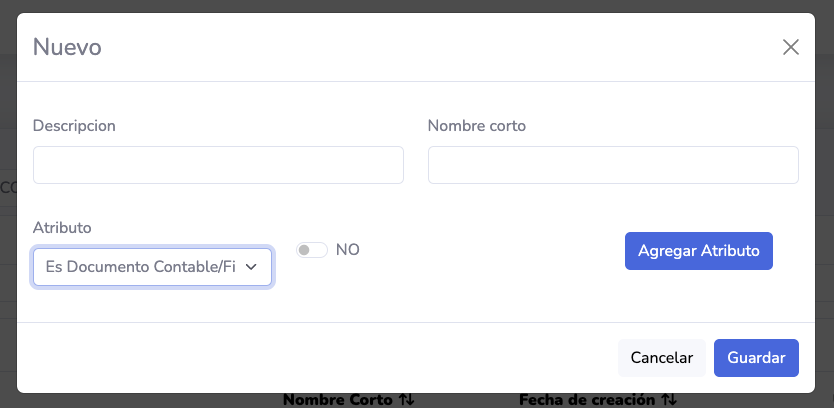 Nuevo
Descripcion
Nombre corto
CC
Atributo
Es Documento Contable/Fi
NO
Agregar Atributo
Cancelar
Guardar
Nombre Corto
Fecha de creación